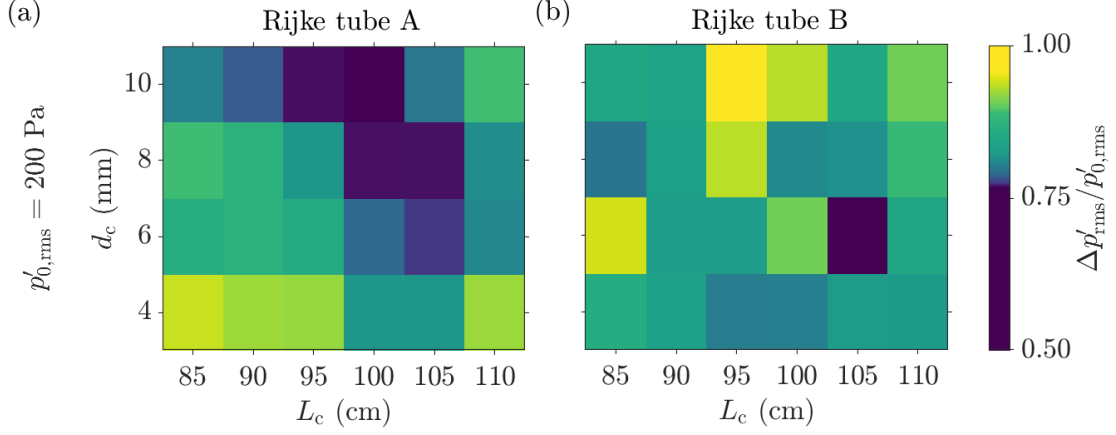 (a)
Rijke tube A
(b)
Rijke tube B
p′0,rms = 200 Pa
dc (mm)
10
8
6
4
85 90 95 100 105 110
Lc (cm)
85 90 95 100 105 110
Lc (cm)
1.00
0.75
0.50
Δp′rms/p′0,rms